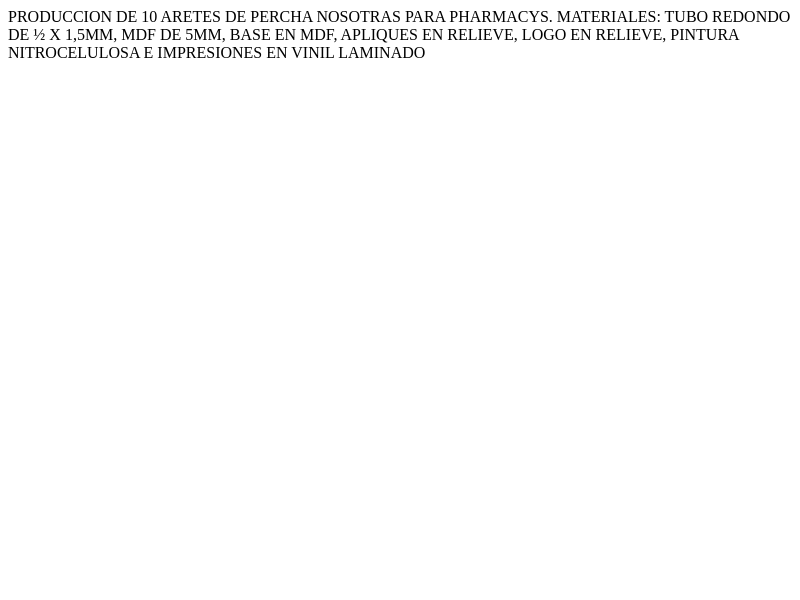 PRODUCCION DE 10 ARETES DE PERCHA NOSOTRAS PARA PHARMACYS. MATERIALES: TUBO REDONDO
DE ½ X 1,5MM, MDF DE 5MM, BASE EN MDF, APLIQUES EN RELIEVE, LOGO EN RELIEVE, PINTURA
NITROCELULOSA E IMPRESIONES EN VINIL LAMINADO